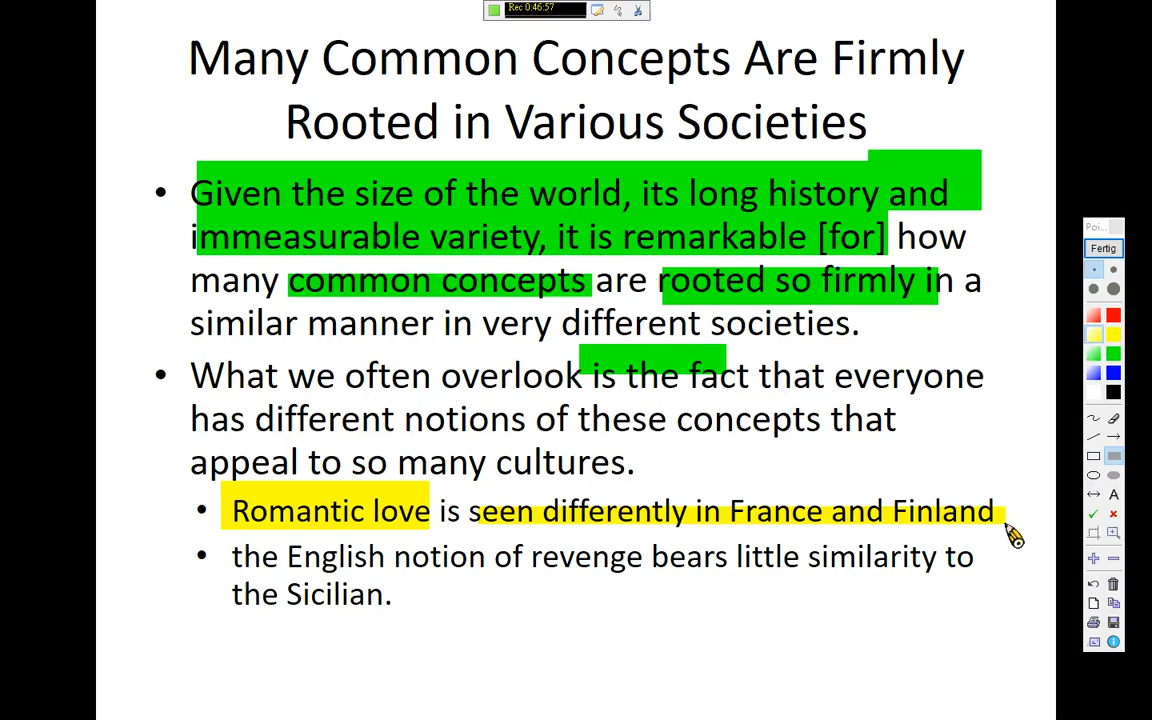 Rec 0:46:57
Many Common Concepts Are Firmly
Rooted in Various Societies
• Given the size of the world, its long history and
immeasurable variety, it is remarkable [for] how
many common concepts are rooted so firmly in a
similar manner in very different societies.
• What we often overlook is the fact that everyone
has different notions of these concepts that
appeal to so many cultures.
• Romantic love is seen differently in France and Finland
• the English notion of revenge bears little similarity to
the Sicilian.
Poi...
Fertig
A